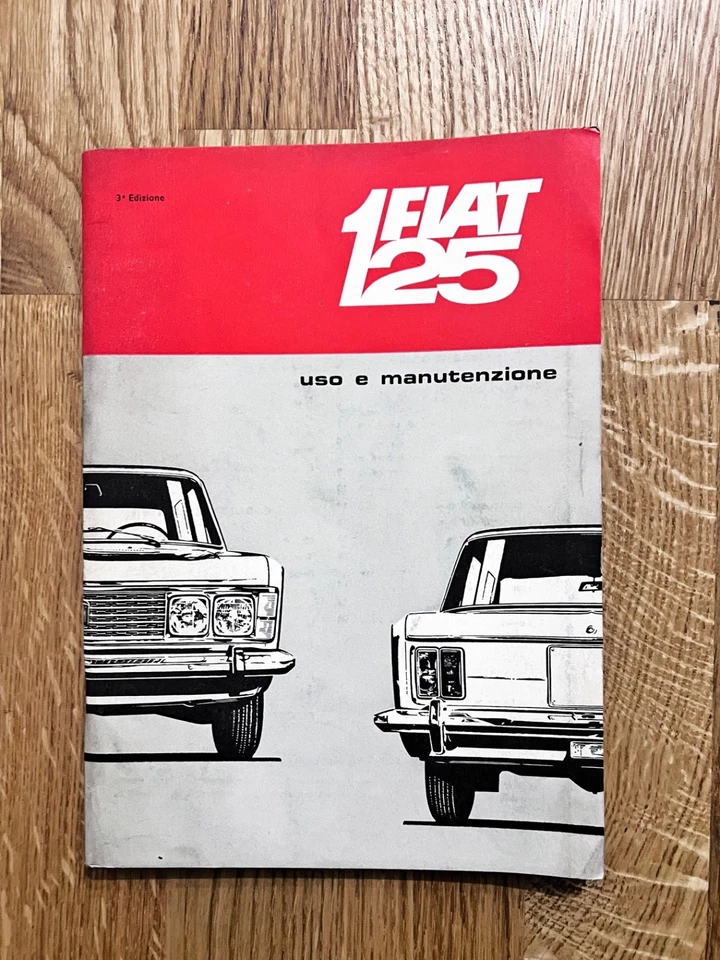 3ª Edizione
FIAT
125
uso e manutenzione